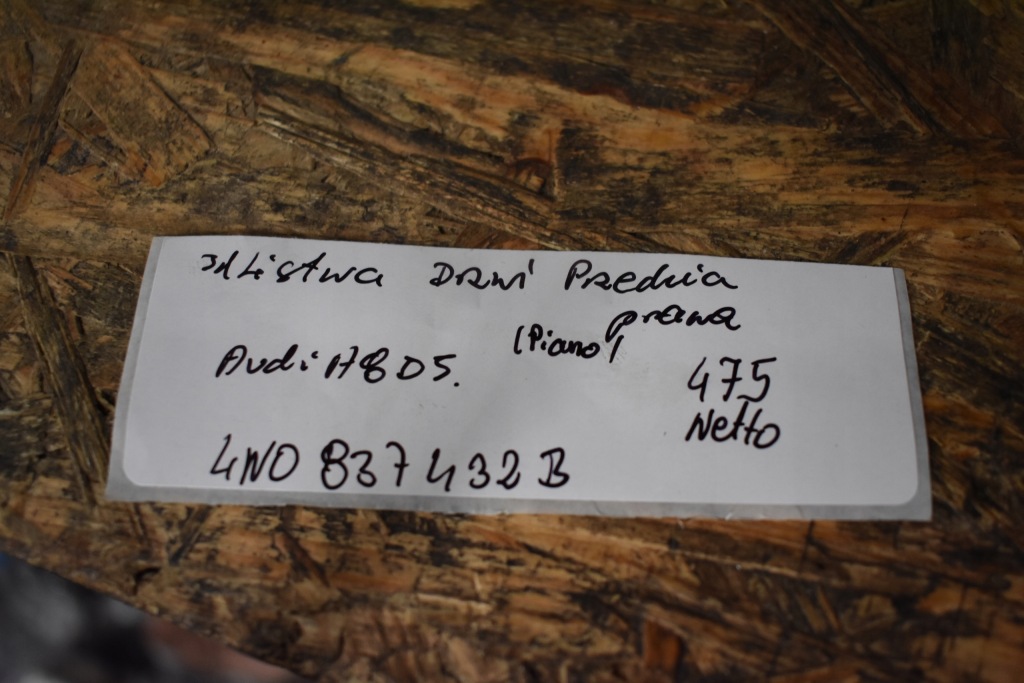 Listwa Drzwi Przednia
prawa
(Piano)
Audi A8 D5.
475
Netto
4N0 837 432 B